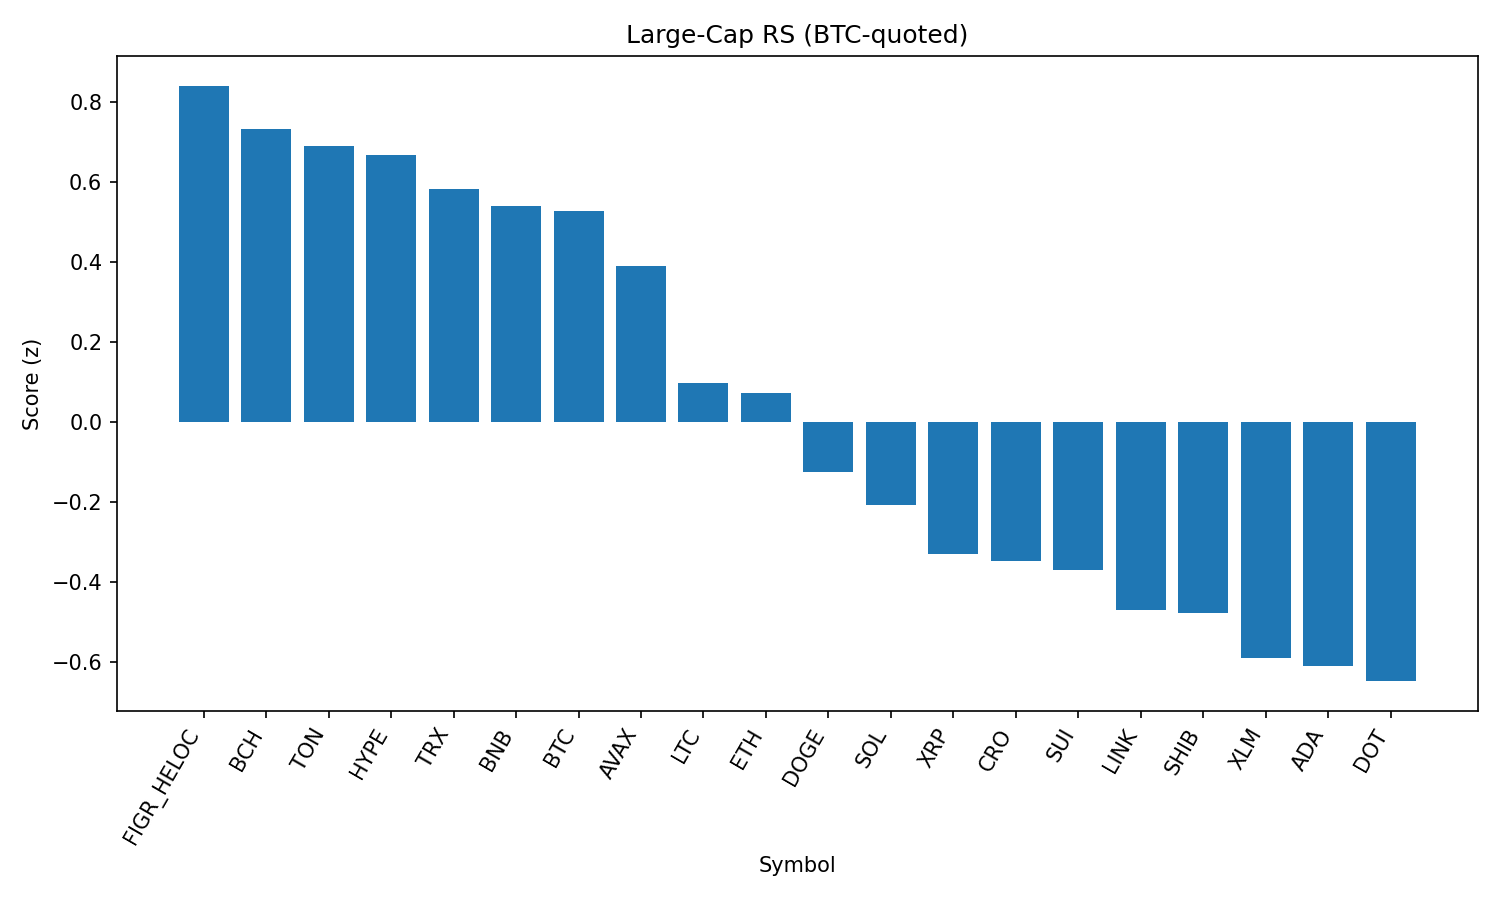 Large-Cap RS (BTC-quoted)
Score (z)
0.8
0.6
0.4
0.2
0.0
−0.2
−0.4
−0.6
FIGR_HELOC
BCH
TON
HYPE
TRX
BNB
BTC
AVAX
LTC
ETH
DOGE
SOL
XRP
CRO
SUI
LINK
SHIB
XLM
ADA
DOT
Symbol